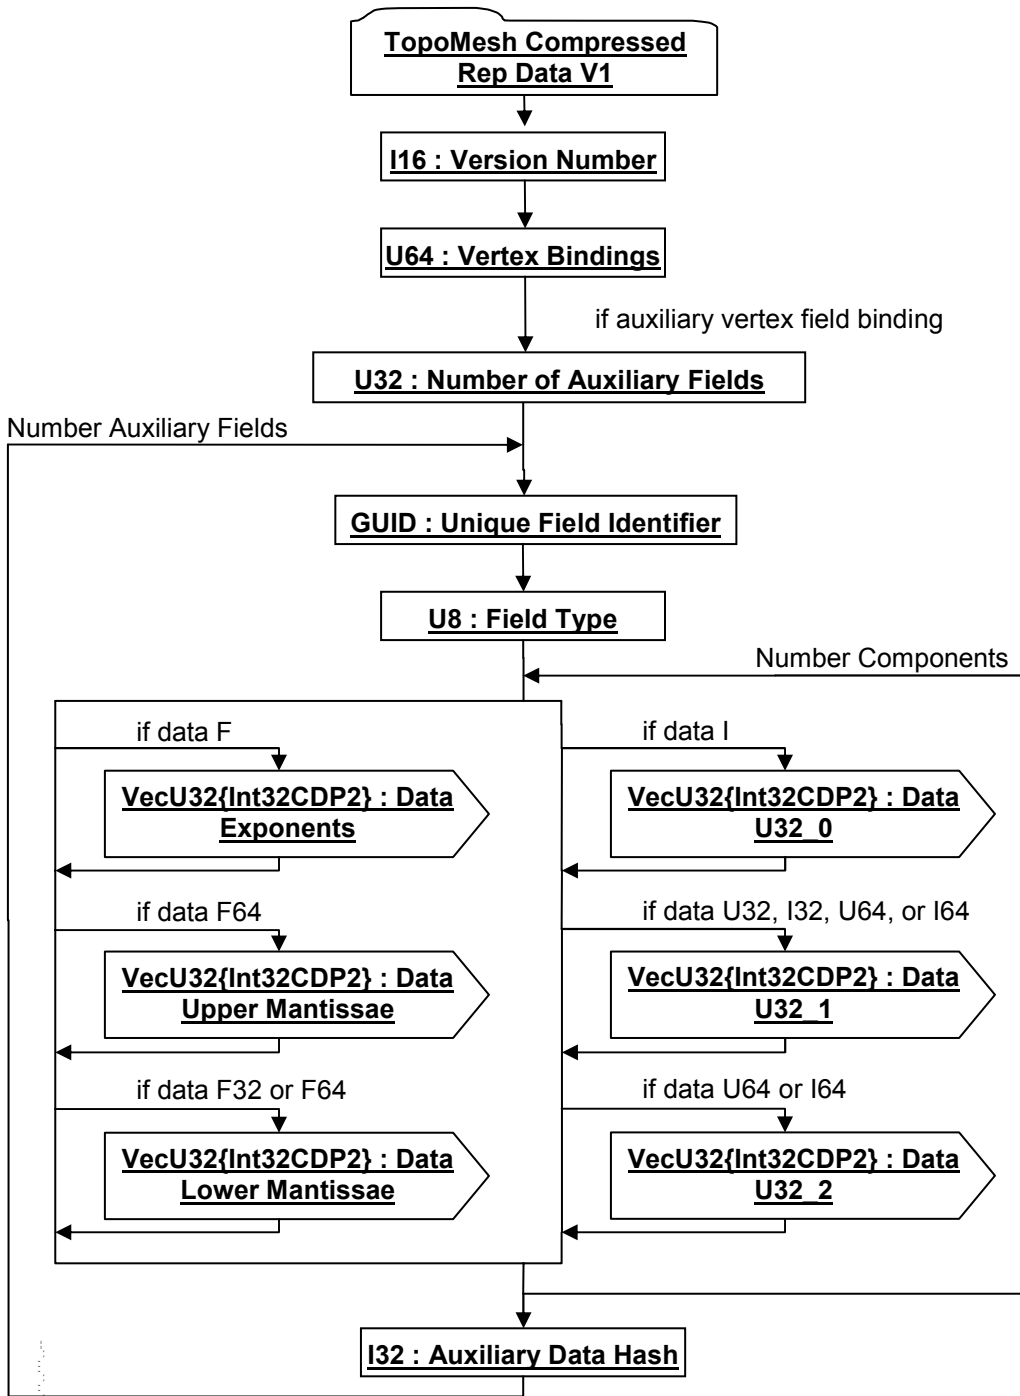 TopoMesh Compressed
Rep Data V1
I16 : Version Number
U64 : Vertex Bindings
if auxiliary vertex field binding
U32 : Number of Auxiliary Fields
Number Auxiliary Fields
GUID : Unique Field Identifier
U8 : Field Type
Number Components
if data F
VecU32{Int32CDP2} : Data
Exponents
if data I
VecU32{Int32CDP2} : Data
U32_0
if data F64
VecU32{Int32CDP2} : Data
Upper Mantissae
if data U32, I32, U64, or I64
VecU32{Int32CDP2} : Data
U32_1
if data F32 or F64
VecU32{Int32CDP2} : Data
Lower Mantissae
if data U64 or I64
VecU32{Int32CDP2} : Data
U32_2
I32 : Auxiliary Data Hash